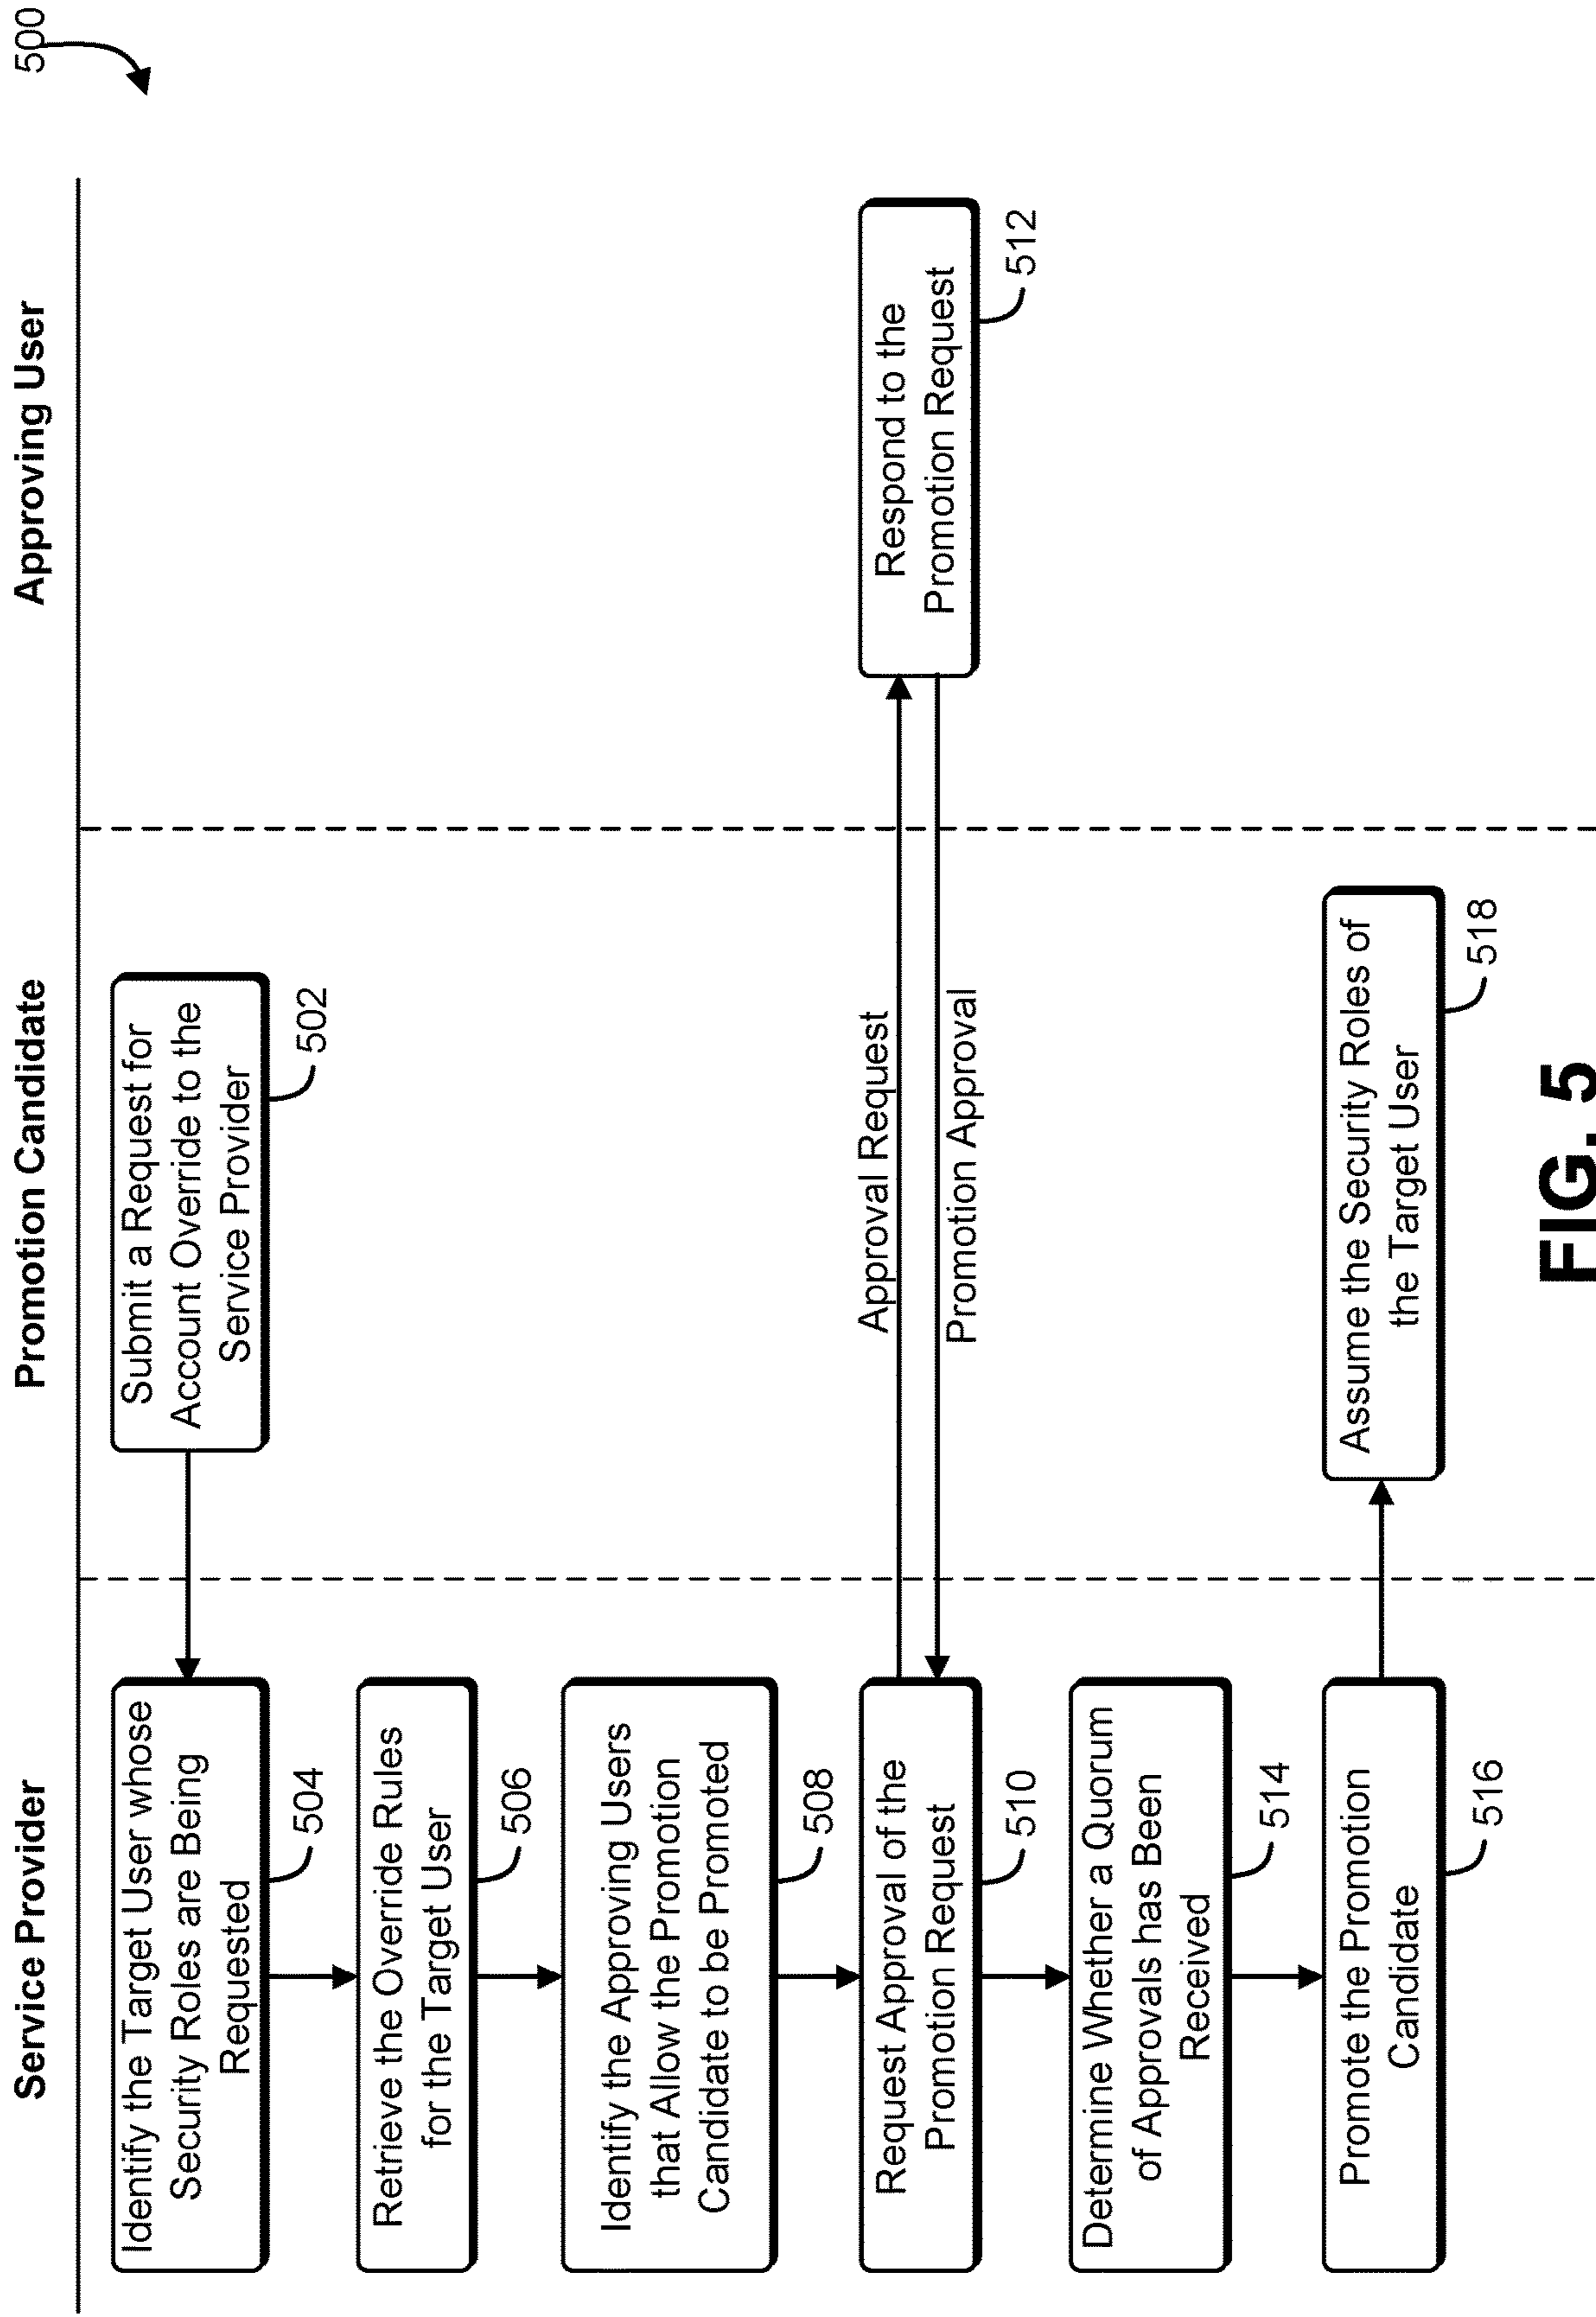 500
Service Provider
Promotion Candidate
Approving User
Submit a Request for
Account Override to the
Service Provider
502
Identify the Target User whose
Security Roles are Being
Requested
504
Retrieve the Override Rules
for the Target User
506
Identify the Approving Users
that Allow the Promotion
Candidate to be Promoted
508
Request Approval of the
Promotion Request
510
Approval Request
Promotion Approval
Respond to the
Promotion Request
512
Determine Whether a Quorum
of Approvals has Been
Received
514
Promote the Promotion
Candidate
516
Assume the Security Roles of
the Target User
518
FIG. 5